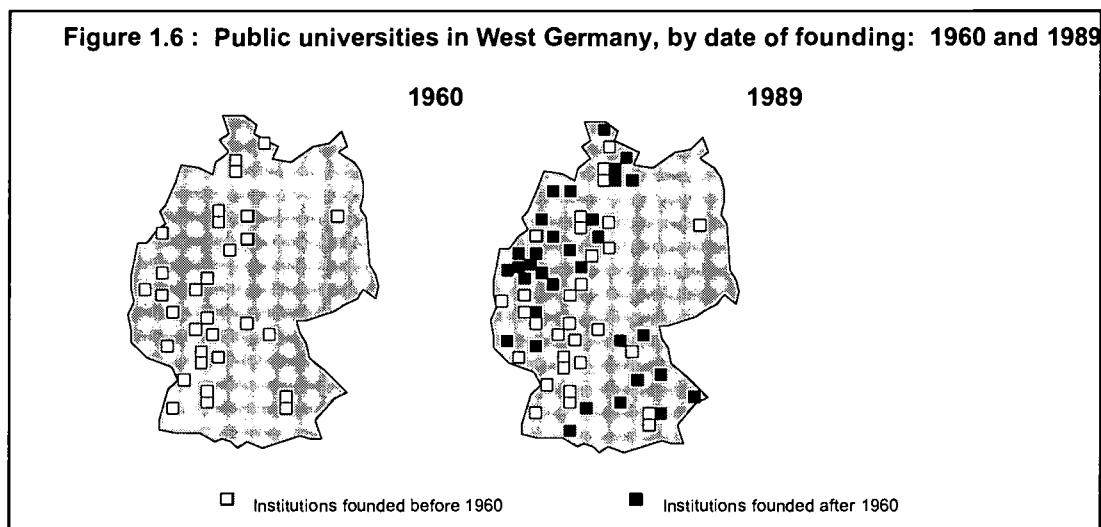 Figure 1.6 : Public universities in West Germany, by date of founding: 1960 and 1989
1960
1989
Institutions founded before 1960
Institutions founded after 1960